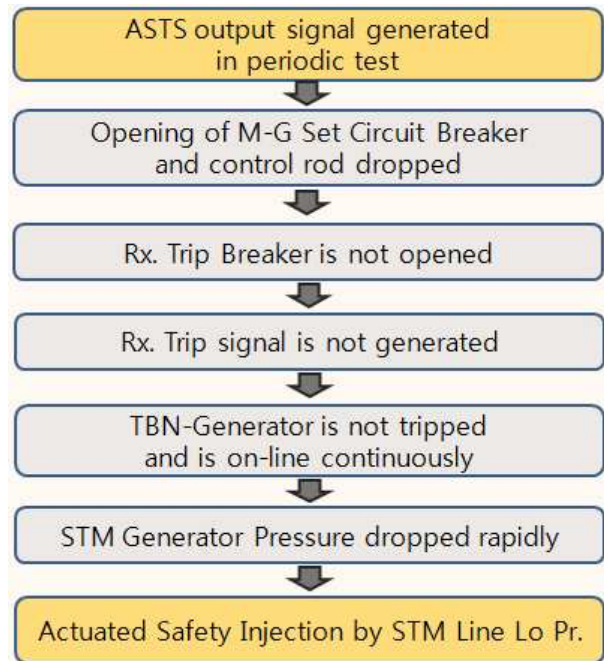 ASTS output signal generated
in periodic test
Opening of M-G Set Circuit Breaker
and control rod dropped
Rx. Trip Breaker is not opened
Rx. Trip signal is not generated
TBN-Generator is not tripped
and is on-line continuously
STM Generator Pressure dropped rapidly
Actuated Safety Injection by STM Line Lo Pr.